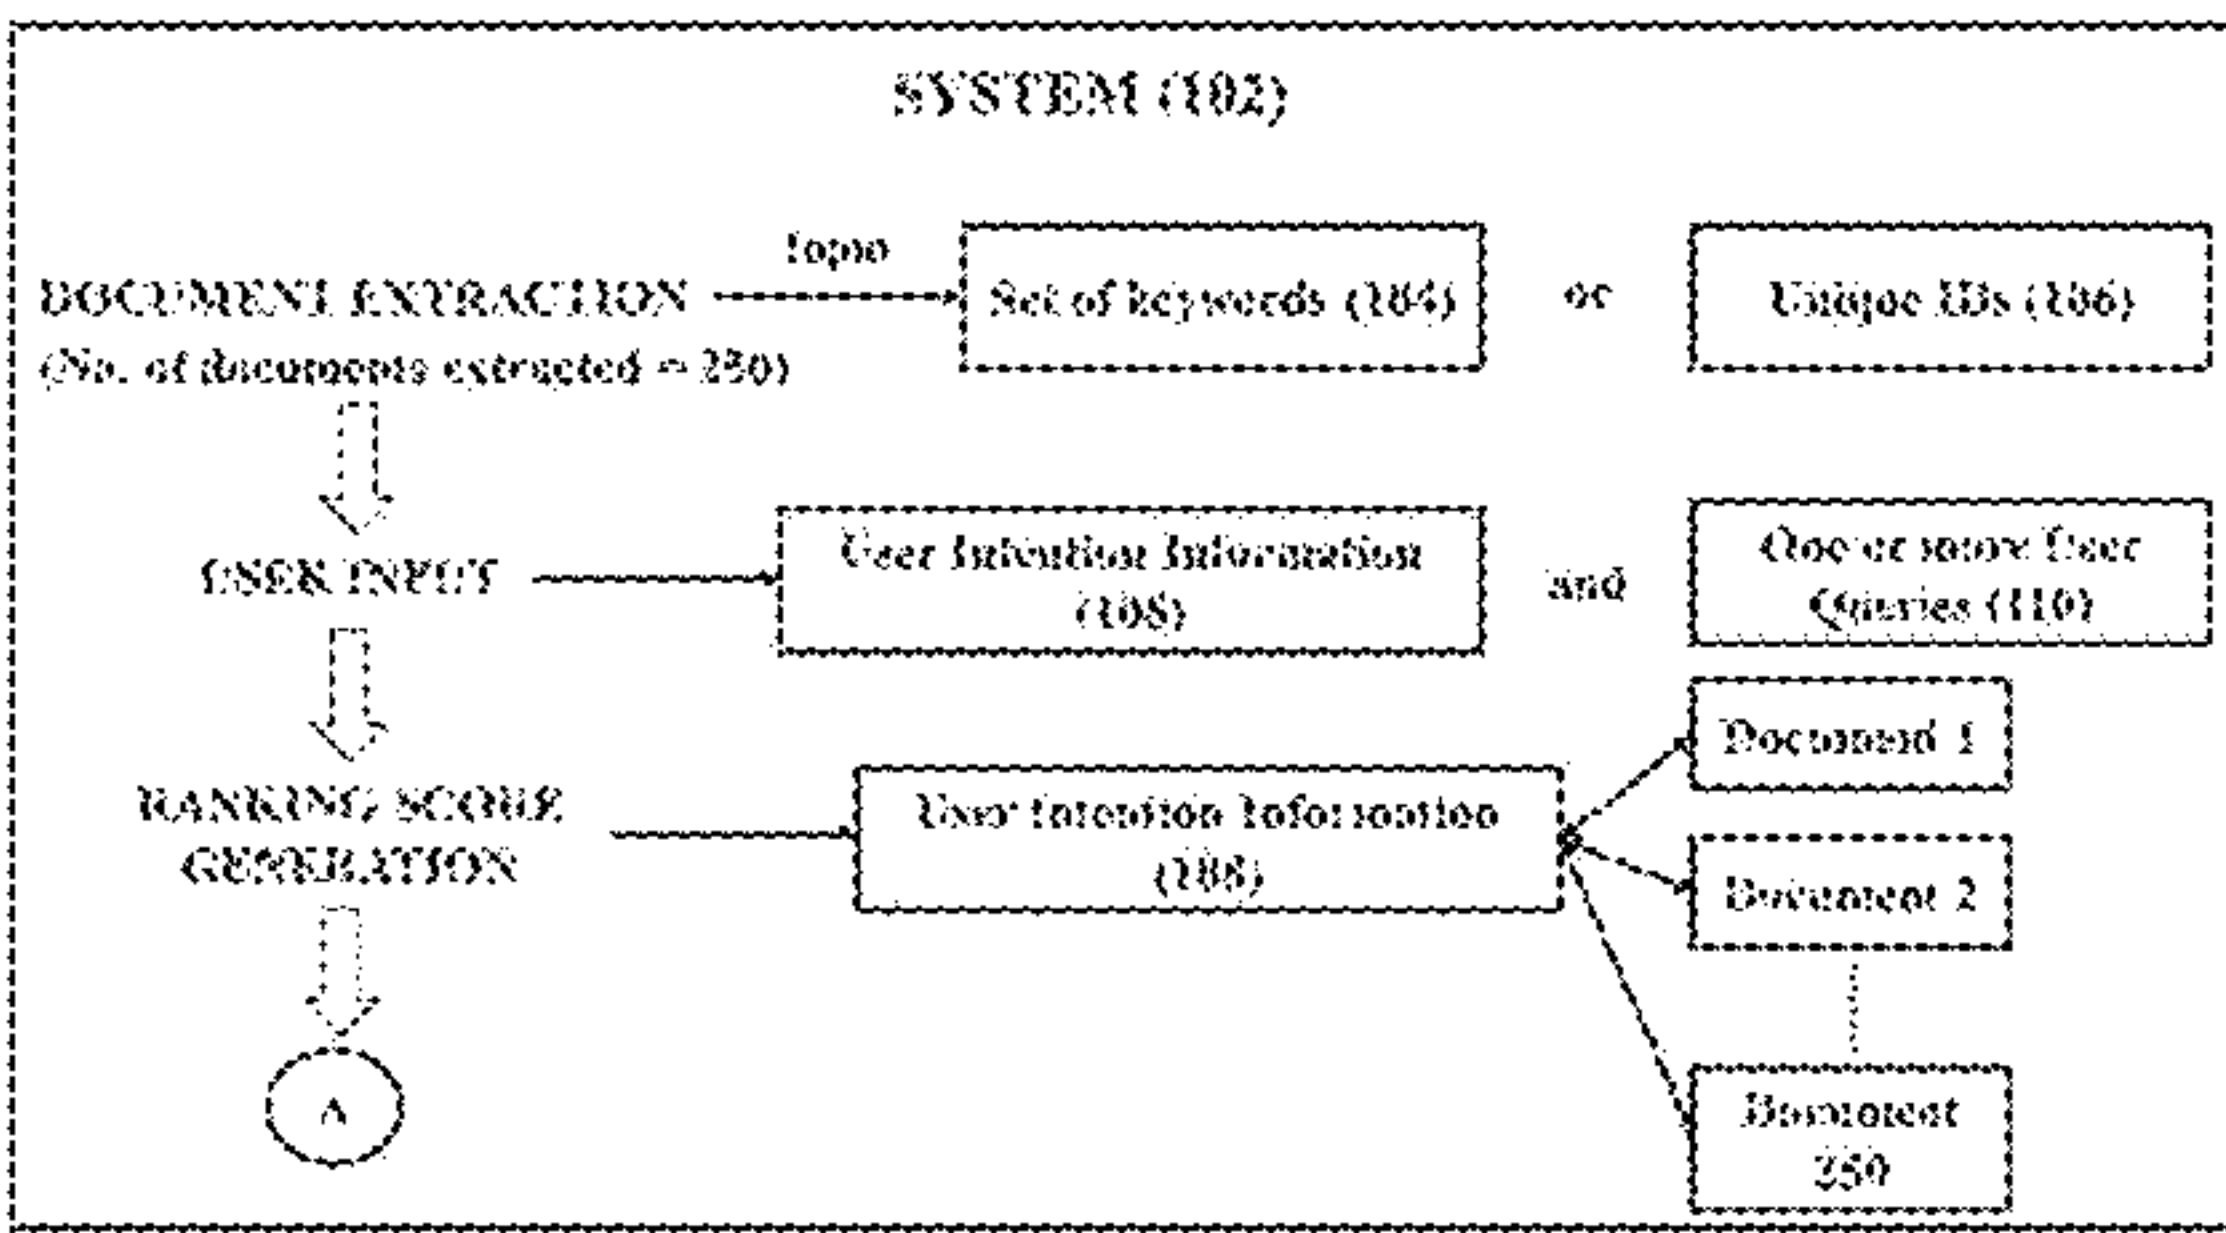 SYSTEM (102)
DOCUMENT EXTRACTION
(No. of documents extracted = 250)
Input
Set of keywords (104)
or
Unique IDs (106)
USER INPUT
User Intention Information
(108)
and
One or more User
Queries (110)
RANKING SCORE
GENERATION
User Intention Information
(108)
Document 1
Document 2
Document
250
A